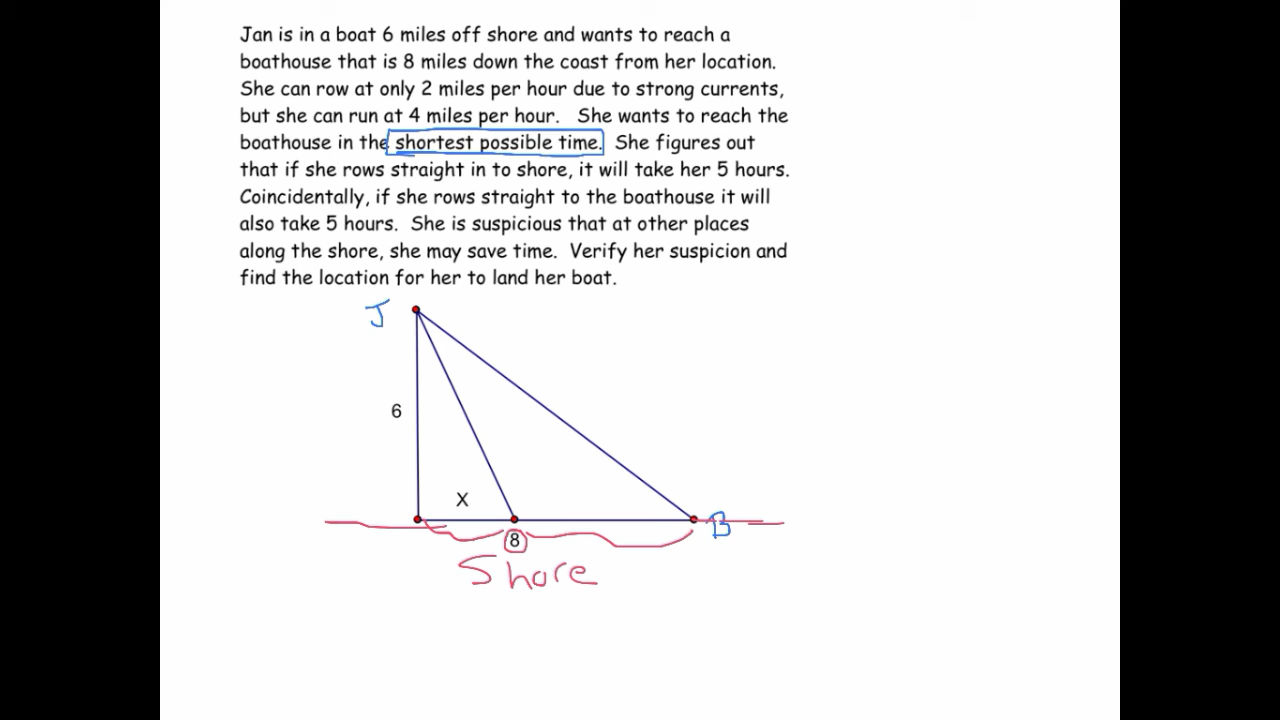 Jan is in a boat 6 miles off shore and wants to reach a
boathouse that is 8 miles down the coast from her location.
She can row at only 2 miles per hour due to strong currents,
but she can run at 4 miles per hour. She wants to reach the
boathouse in the shortest possible time. She figures out
that if she rows straight in to shore, it will take her 5 hours.
Coincidentally, if she rows straight to the boathouse it will
also take 5 hours. She is suspicious that at other places
along the shore, she may save time. Verify her suspicion and
find the location for her to land her boat.
J
6
X
B
8
Shore